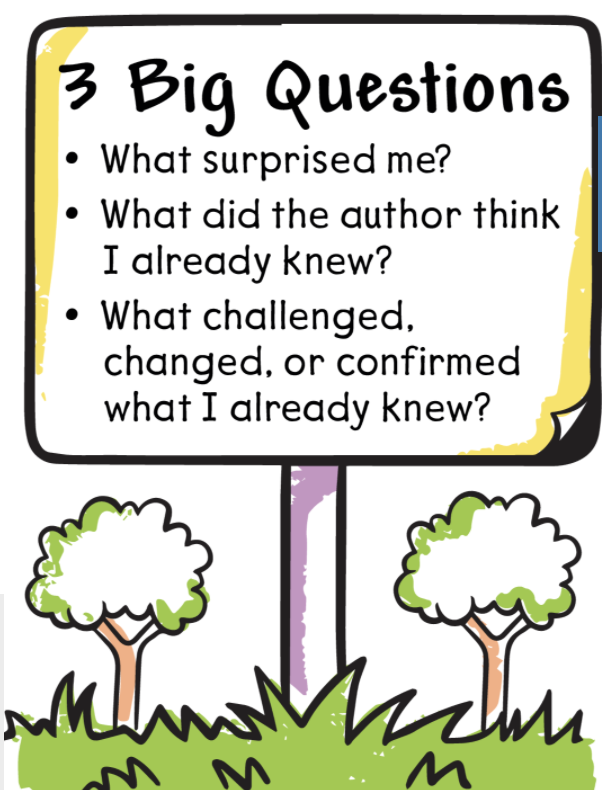 3 Big Questions
• What surprised me?
• What did the author think
I already knew?
• What challenged,
changed, or confirmed
what I already knew?